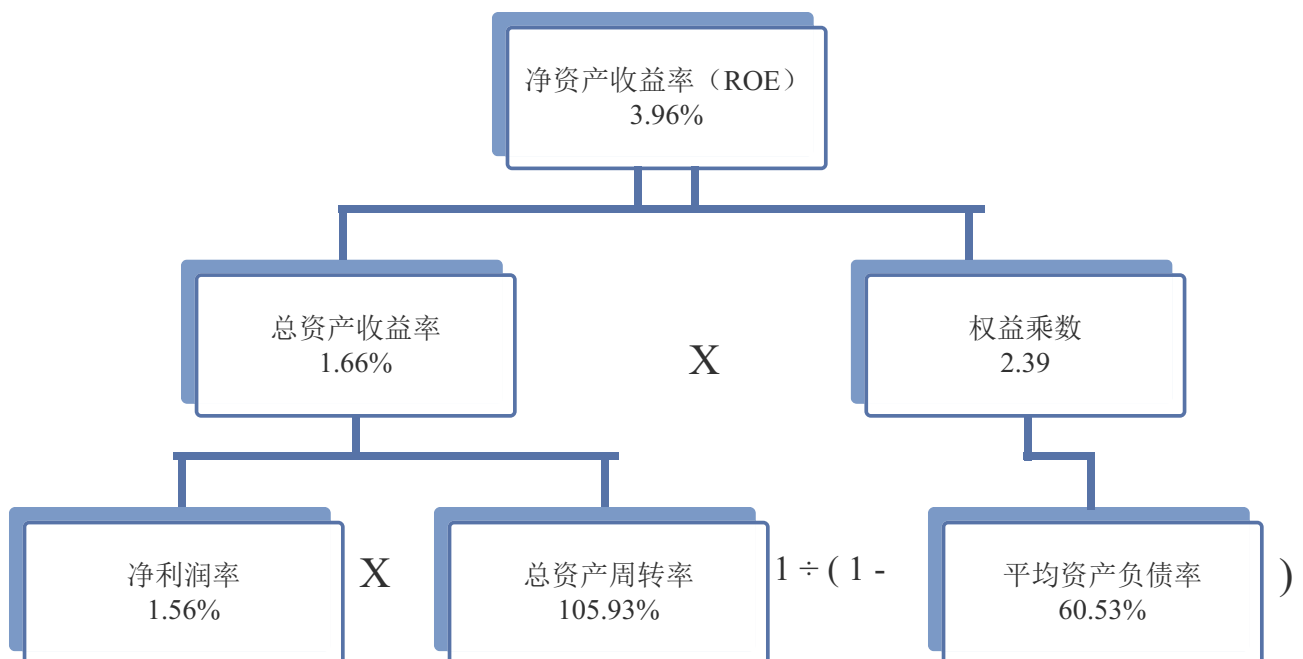 净资产收益率（ROE）
3.96%
总资产收益率
1.66%
X
权益乘数
2.39
净利润率
1.56%
X
总资产周转率
105.93%
1 ÷ ( 1 -
平均资产负债率
60.53%
)